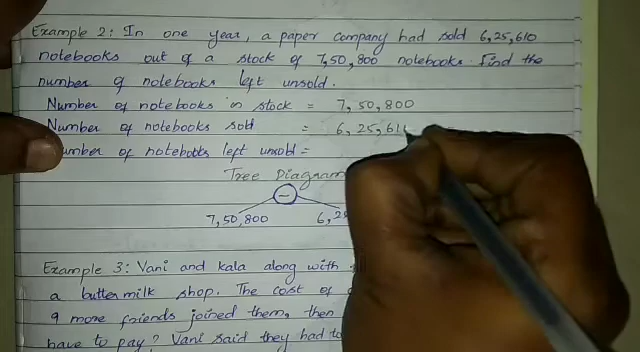 Example 2: In one year, a paper company had sold 6,25,610
notebooks out of a stock of 7,50,800 notebooks. Find the
number of notebooks left unsold.
Number of notebooks in stock = 7,50,800
Number of notebooks sold = 6,25,61
Number of notebooks left unsold =
Tree Diagram
-
7,50,800 6,25
Example 3: Vani and Kala along with
a butter milk shop. The cost of
9 more friends joined them, then
have to pay? Vani said they had to